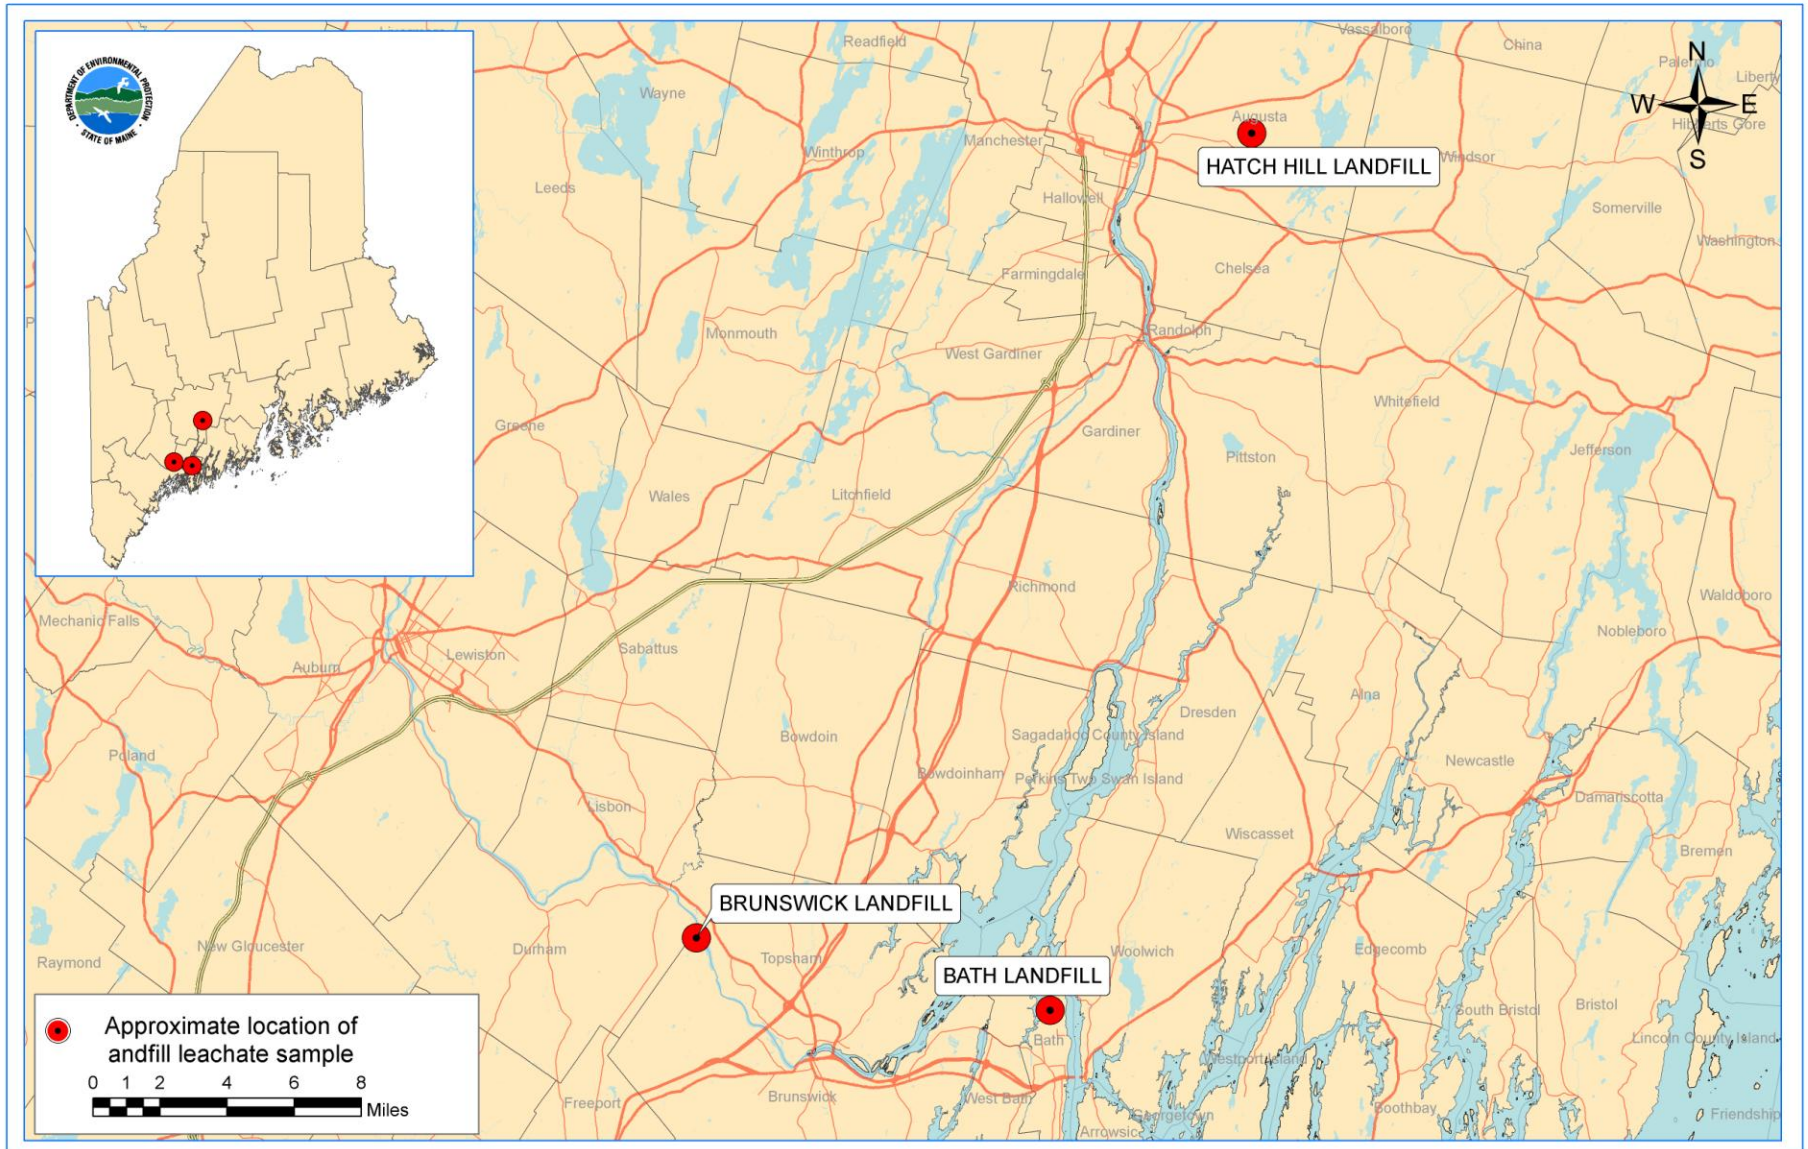 DEPARTMENT OF ENVIRONMENTAL PROTECTION
STATE OF MAINE
N
W E
S
Readfield
Vassalboro
China
Palermo
Liberty
Wayne
Augusta
Manchester
Winthrop
Windsor
HATCH HILL LANDFILL
Leeds
Hallowell
Somerville
Washington
Farmingdale
Chelsea
Monmouth
Randolph
West Gardiner
Whitefield
Greene
Gardiner
Pittston
Jefferson
Wales
Litchfield
Richmond
Waldoboro
Mechanic Falls
Nobleboro
Sabattus
Lewiston
Auburn
Alna
Dresden
Bowdoin
Sagadahoc County Island
Poland
Newcastle
Bowdoinham
Perkins Two Swan Island
Damariscotta
Lisbon
Wiscasset
Bremen
BRUNSWICK LANDFILL
New Gloucester
Durham
Topsham
Woolwich
Edgecomb
Raymond
BATH LANDFILL
South Bristol
Bristol
Bath
Lincoln County Island
Westport Island
Approximate location of
andfill leachate sample
0 1 2 4 6 8
Miles
Freeport
Brunswick
West Bath
Georgetown
Boothbay
Friendship
Arrowsic